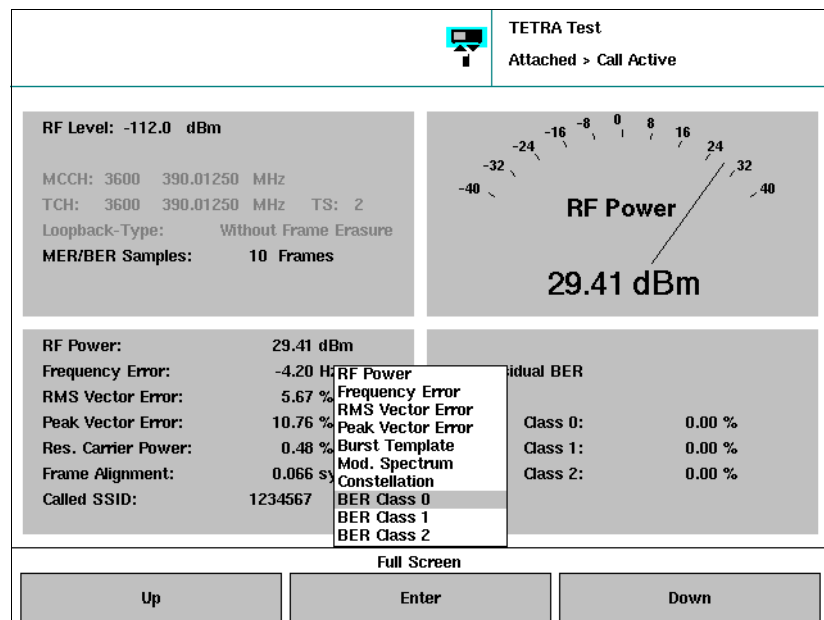 TETRA Test
Attached > Call Active
RF Level: -112.0 dBm
MCCH: 3600 390.01250 MHz
TCH: 3600 390.01250 MHz TS: 2
Loopback-Type: Without Frame Erasure
MER/BER Samples: 10 Frames
-40 -32 -24 -16 -8 0 8 16 24 32 40
RF Power
29.41 dBm
RF Power: 29.41 dBm
Frequency Error: -4.20
RMS Vector Error: 5.67 %
Peak Vector Error: 10.76 %
Res. Carrier Power: 0.48 %
Frame Alignment: 0.066
Called SSID: 1234567
RF Power
Frequency Error
RMS Vector Error
Peak Vector Error
Burst Template
Mod. Spectrum
Constellation
BER Class 0
BER Class 1
BER Class 2
BER
Class 0: 0.00 %
Class 1: 0.00 %
Class 2: 0.00 %
Full Screen
Up
Enter
Down